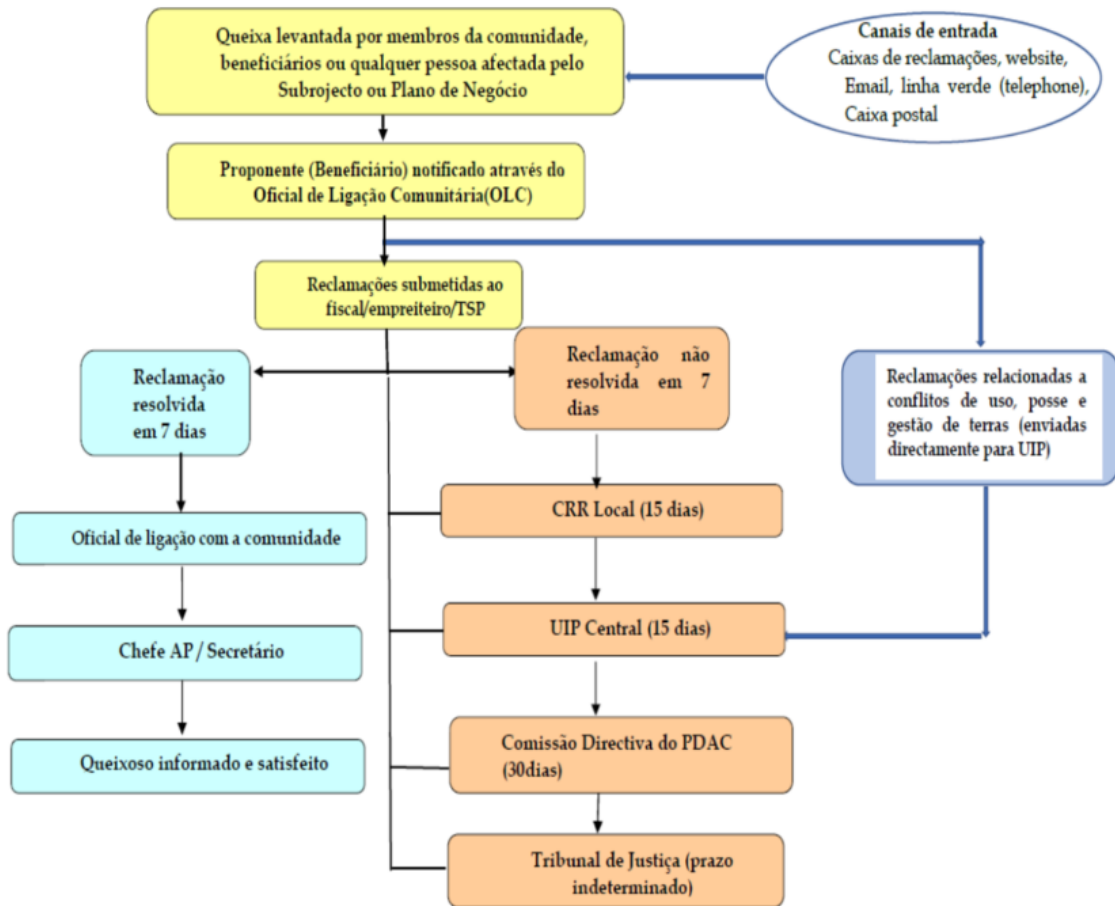 Queixa levantada por membros da comunidade,
beneficiários ou qualquer pessoa afectada pelo
Subrojecto ou Plano de Negócio
Canais de entrada
Caixas de reclamações, website,
Email, linha verde (telephone),
Caixa postal
Proponente (Beneficiário) notificado através do
Oficial de Ligação Comunitária(OLC)
Reclamações submetidas ao
fiscal/empreiteiro/TSP
Reclamação
resolvida
em 7 dias
Reclamação não
resolvida em 7
dias
Reclamações relacionadas a
conflitos de uso, posse e
gestão de terras (enviadas
directamente para UIP)
Oficial de ligação com a comunidade
CRR Local (15 dias)
Chefe AP / Secretário
UIP Central (15 dias)
Queixoso informado e satisfeito
Comissão Directiva do PDAC
(30dias)
Tribunal de Justiça (prazo
indeterminado)